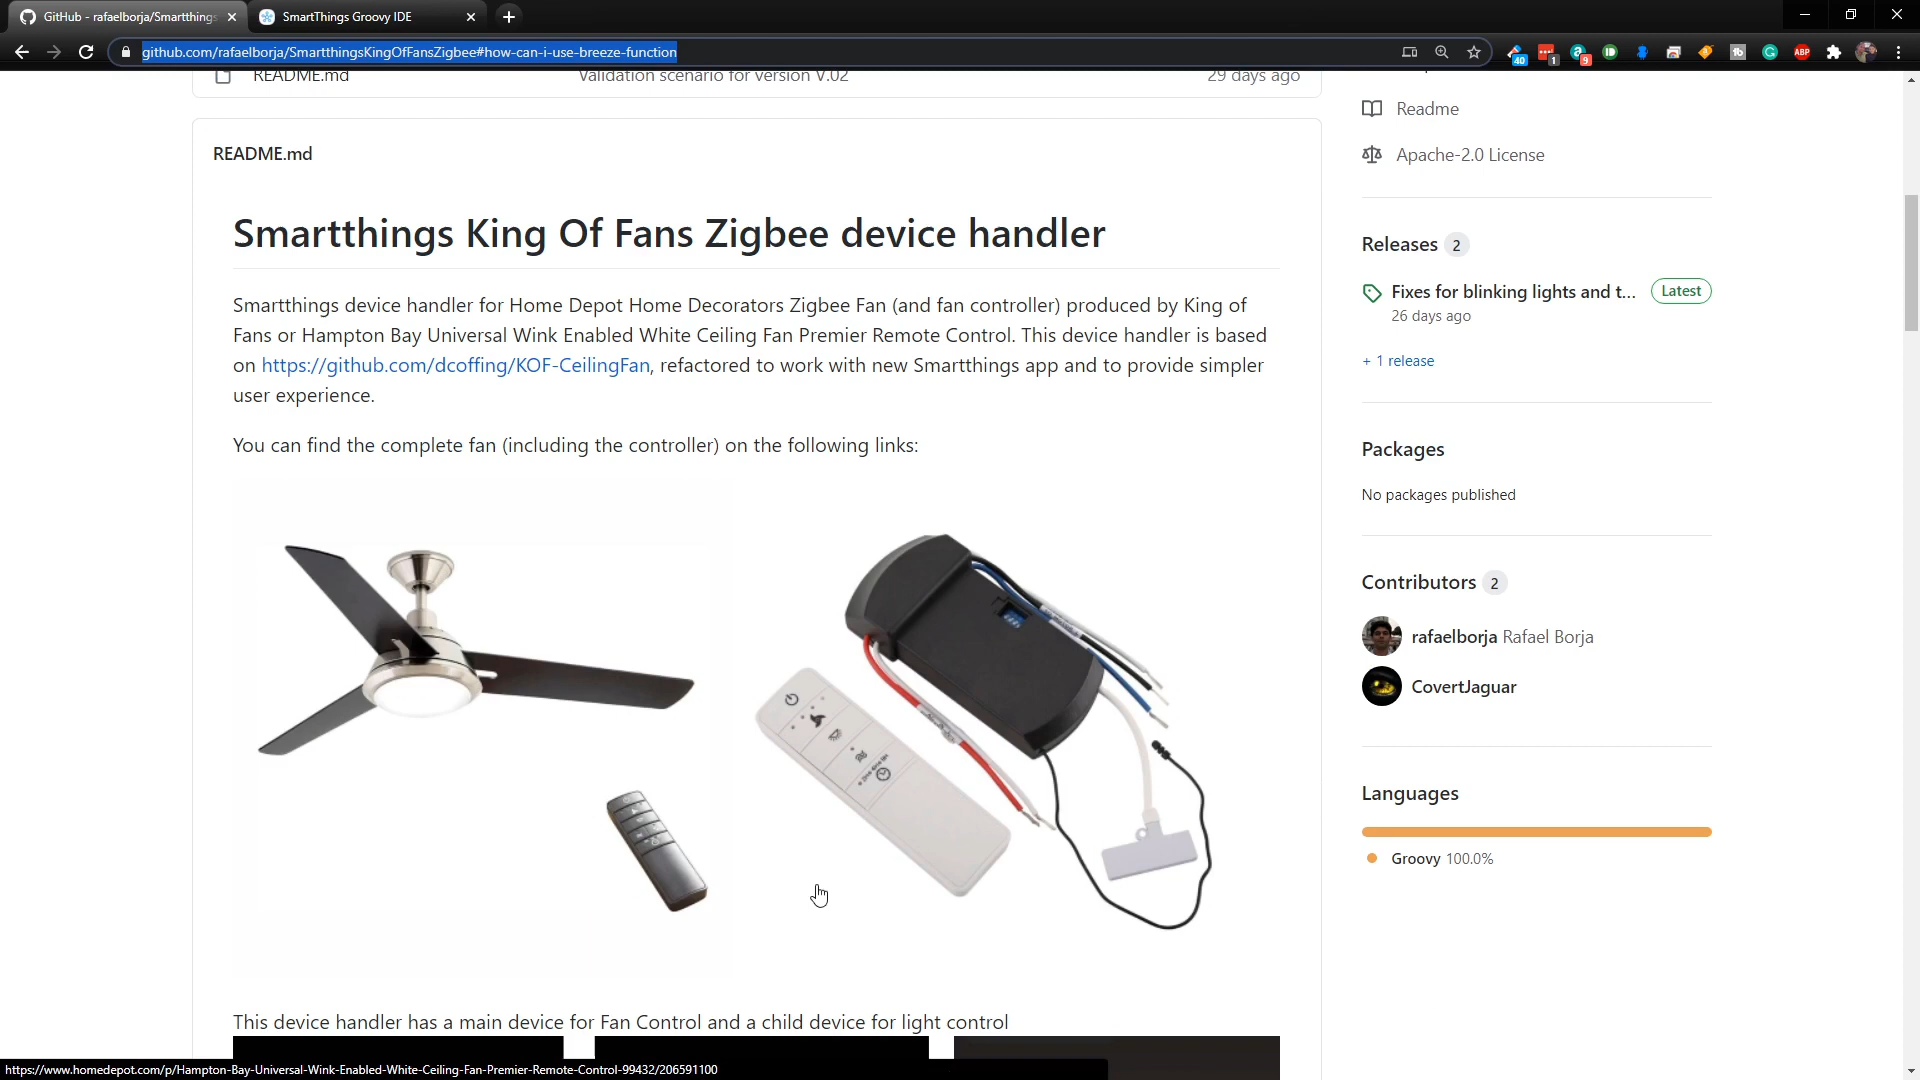 GitHub - rafaelborja/Smartthings
SmartThings Groovy IDE
github.com/rafaelborja/SmartthingsKingOfFansZigbee#how-can-i-use-breeze-function
40
1
9
tb
ABP
README.md
Validation scenario for version V.02
29 days ago
README.md
Smartthings King Of Fans Zigbee device handler
Smartthings device handler for Home Depot Home Decorators Zigbee Fan (and fan controller) produced by King of
Fans or Hampton Bay Universal Wink Enabled White Ceiling Fan Premier Remote Control. This device handler is based
on https://github.com/dcoffing/KOF-CeilingFan, refactored to work with new Smartthings app and to provide simpler
user experience.
You can find the complete fan (including the controller) on the following links:
This device handler has a main device for Fan Control and a child device for light control
Readme
Apache-2.0 License
Releases 2
Fixes for blinking lights and t... Latest
26 days ago
+ 1 release
Packages
No packages published
Contributors 2
rafaelborja Rafael Borja
CovertJaguar
Languages
Groovy 100.0%
https://www.homedepot.com/p/Hampton-Bay-Universal-Wink-Enabled-White-Ceiling-Fan-Premier-Remote-Control-99432/206591100